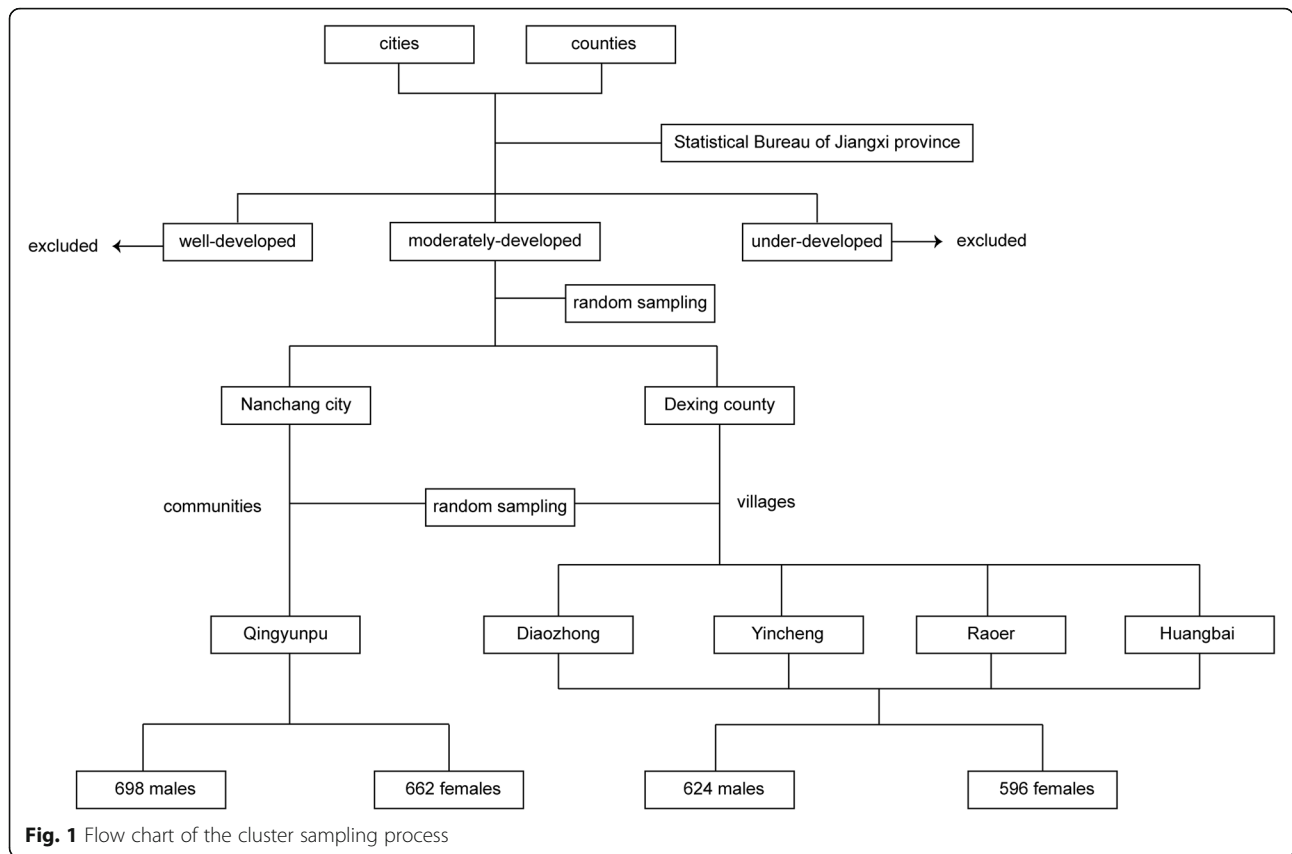 cities
counties
Statistical Bureau of Jiangxi province
excluded
well-developed
moderately-developed
under-developed
excluded
random sampling
Nanchang city
Dexing county
communities
random sampling
villages
Qingyunpu
Diaozhong
Yincheng
Raoer
Huangbai
698 males
662 females
624 males
596 females
Fig. 1 Flow chart of the cluster sampling process